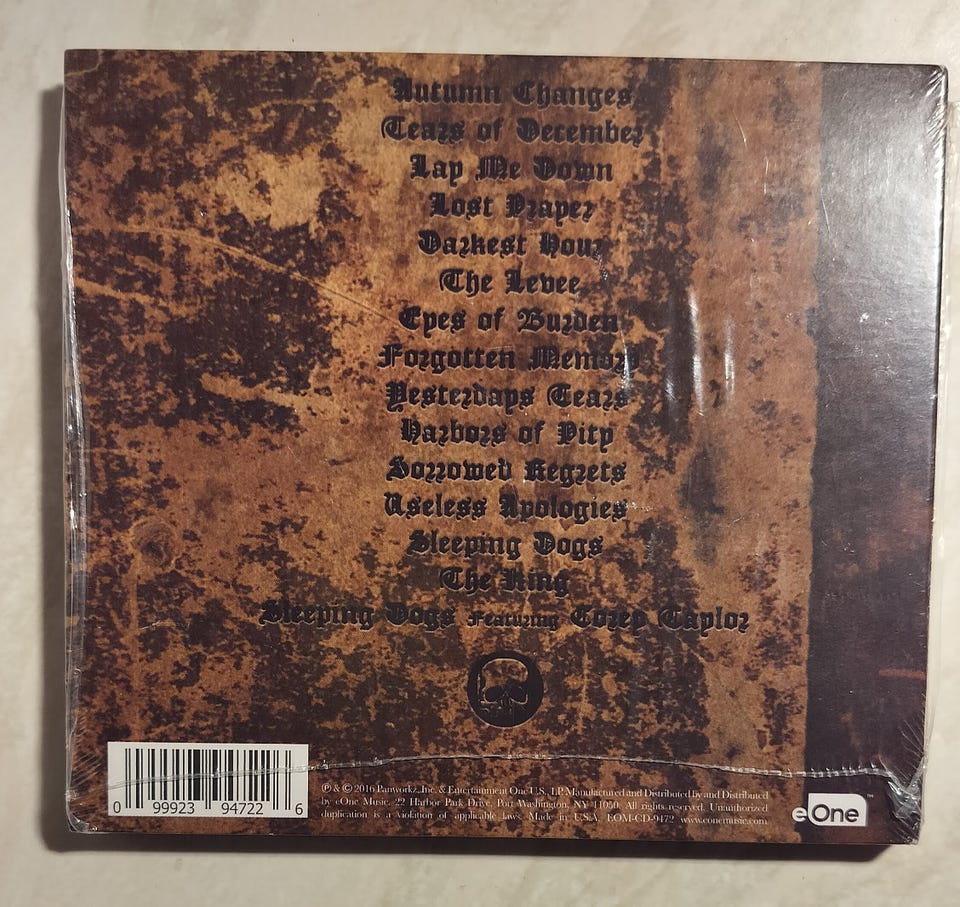 Autumn Changes
Tears of December
Lay Me Down
Lost Prayer
Darkest Hour
The Levee
Eyes of Burden
Forgotten Memory
Yesterdays Tears
Harbors of Pity
Sorrowed Regrets
Useless Apologies
Sleeping Dogs
The King
Sleeping Dogs Featuring Corey Taylor
0 99923 94722 6
℗ & © 2016 Panworkz, Inc. & Entertainment One U.S., LP. Manufactured and Distributed by and Distributed
by eOne Music. 22 Harbor Park Drive, Port Washington, NY 11050. All rights reserved. Unauthorized
duplication is a violation of applicable laws. Made in U.S.A. EOM-CD-9472 www.eonemusic.com
eOne™